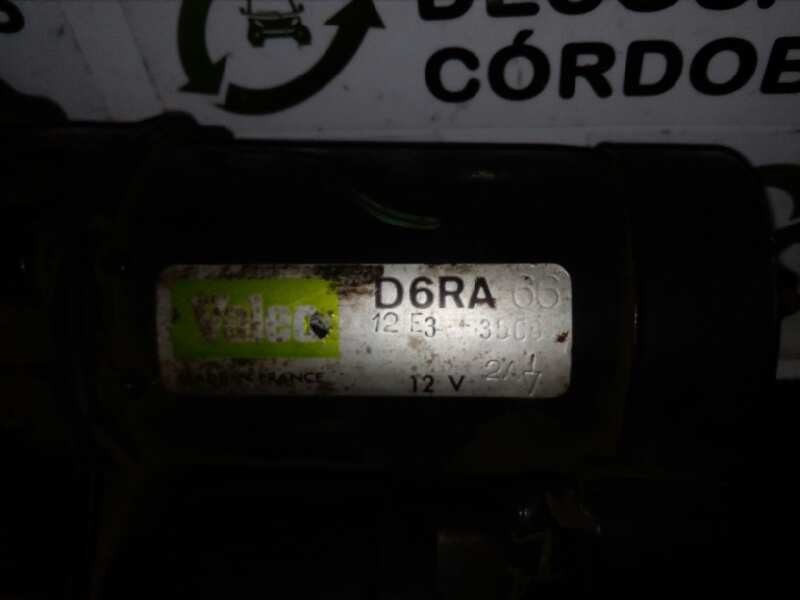 CÓRDOB
Valeo
D6RA 66
12 E3
MADE IN FRANCE
12 V